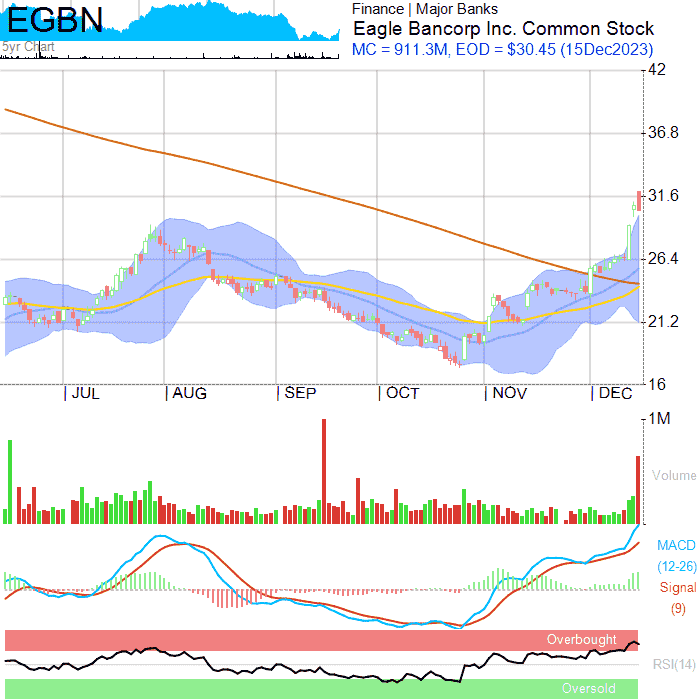 EGBN
5yr Chart
Finance | Major Banks
Eagle Bancorp Inc. Common Stock
MC = 911.3M, EOD = $30.45 (15Dec2023)
42
36.8
31.6
26.4
21.2
16
JUL AUG SEP OCT NOV DEC
1M
Volume
MACD
(12-26)
Signal
(9)
Overbought
RSI(14)
Oversold